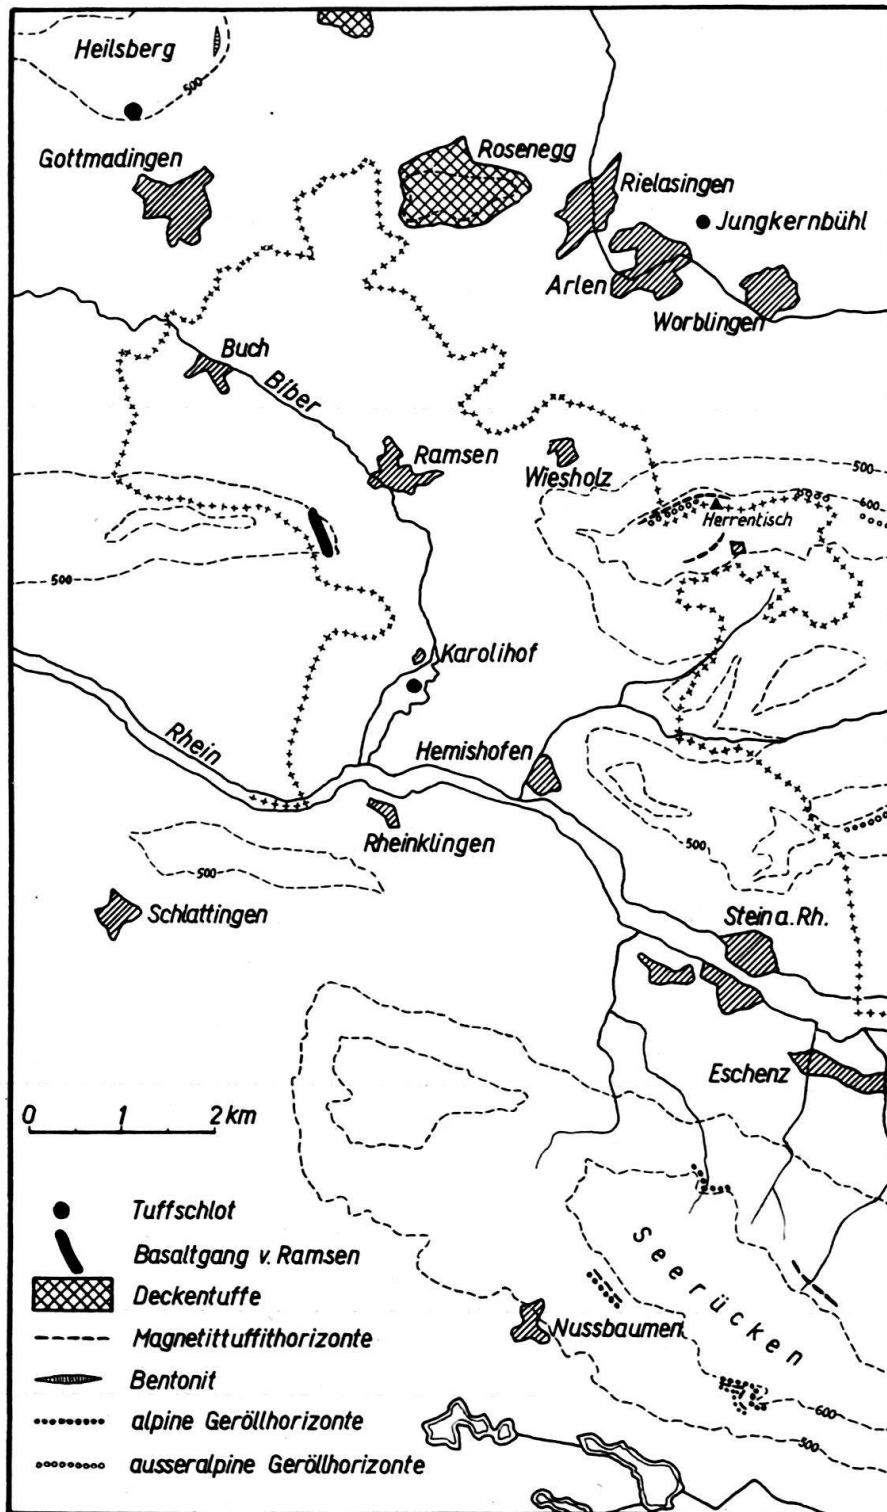 Heilsberg
500
Gottmadingen
Rosenegg
Rielasingen
Jungkernbühl
Arlen
Worblingen
Buch
Biber
Ramsen
Wiesholz
500
600
Herrentisch
500
Karolihof
Rhein
Hemishofen
Rheinklingen
500
500
Schlattingen
Stein a. Rh.
Eschenz
0 1 2 km
Tuffschlot
Basaltgang v. Ramsen
Deckentuffe
Magnetittuffithorizonte
Bentonit
alpine Geröllhorizonte
ausseralpine Geröllhorizonte
Seerücken
Nussbaumen
600
500